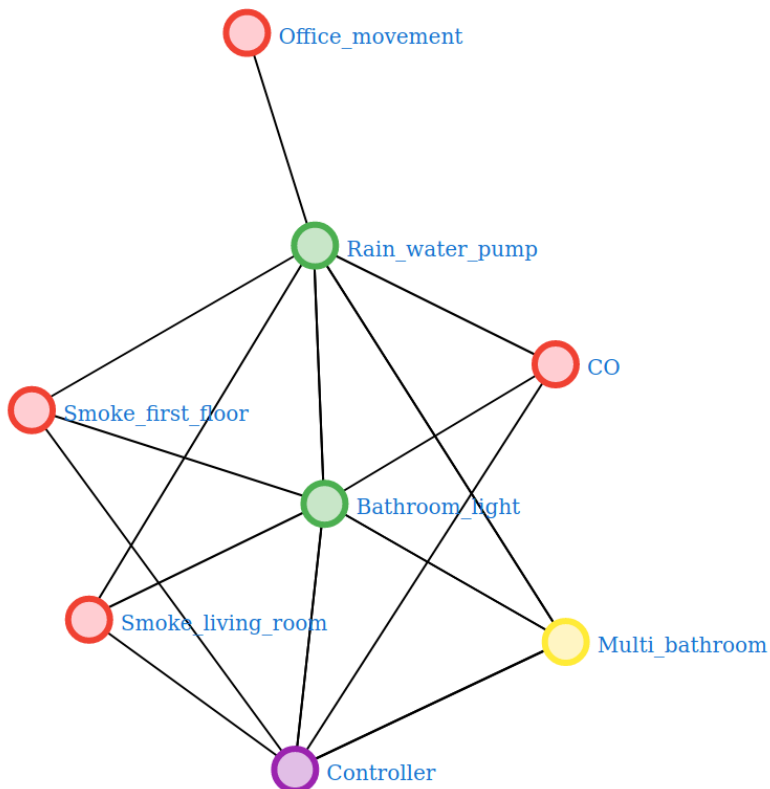 Office_movement
Rain_water_pump
CO
Smoke_first_floor
Bathroom_light
Smoke_living_room
Multi_bathroom
Controller